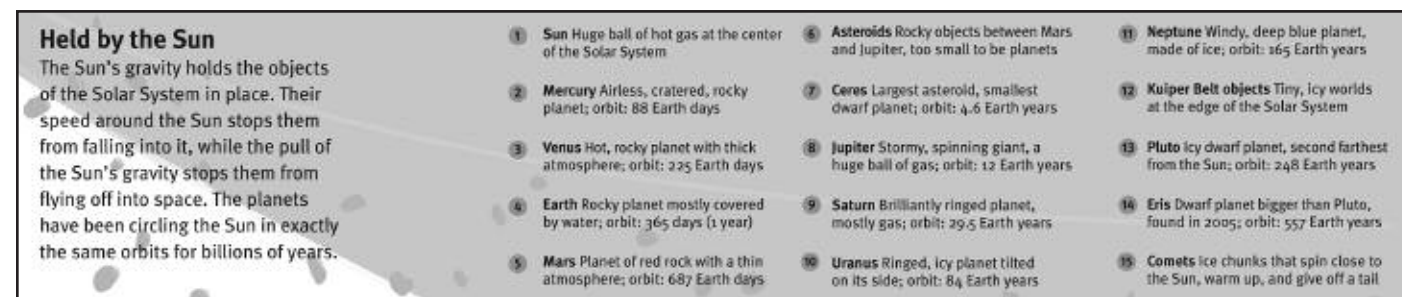 Held by the Sun
The Sun's gravity holds the objects
of the Solar System in place. Their
speed around the Sun stops them
from falling into it, while the pull of
the Sun's gravity stops them from
flying off into space. The planets
have been circling the Sun in exactly
the same orbits for billions of years.
1 Sun Huge ball of hot gas at the center
of the Solar System
2 Mercury Airless, cratered, rocky
planet; orbit: 88 Earth days
3 Venus Hot, rocky planet with thick
atmosphere; orbit: 225 Earth days
4 Earth Rocky planet mostly covered
by water; orbit: 365 days (1 year)
5 Mars Planet of red rock with a thin
atmosphere; orbit: 687 Earth days
6 Asteroids Rocky objects between Mars
and Jupiter, too small to be planets
7 Ceres Largest asteroid, smallest
dwarf planet; orbit: 4.6 Earth years
8 Jupiter Stormy, spinning giant, a
huge ball of gas; orbit: 12 Earth years
9 Saturn Brilliantly ringed planet,
mostly gas; orbit: 29.5 Earth years
10 Uranus Ringed, icy planet tilted
on its side; orbit: 84 Earth years
11 Neptune Windy, deep blue planet,
made of ice; orbit: 165 Earth years
12 Kuiper Belt objects Tiny, icy worlds
at the edge of the Solar System
13 Pluto Icy dwarf planet, second farthest
from the Sun; orbit: 248 Earth years
14 Eris Dwarf planet bigger than Pluto,
found in 2005; orbit: 557 Earth years
15 Comets Ice chunks that spin close to
the Sun, warm up, and give off a tail